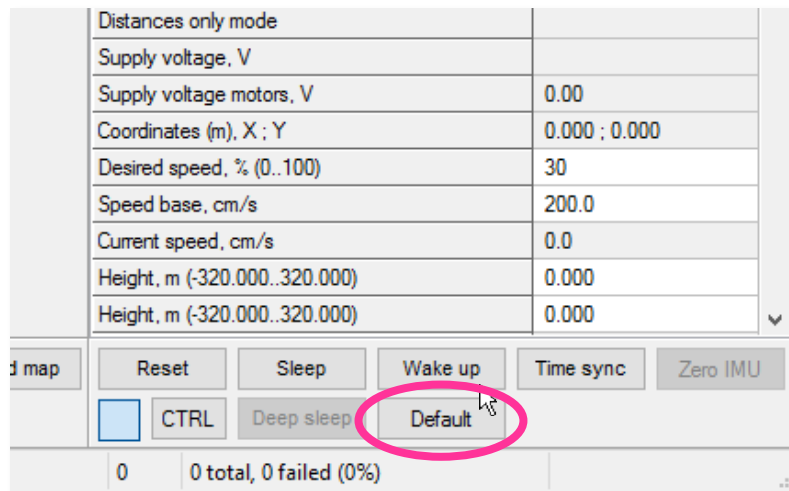 Distances only mode
Supply voltage, V
Supply voltage motors, V 0.00
Coordinates (m), X ; Y 0.000 ; 0.000
Desired speed, % (0..100) 30
Speed base, cm/s 200.0
Current speed, cm/s 0.0
Height, m (-320.000..320.000) 0.000
Height, m (-320.000..320.000) 0.000
d map Reset Sleep Wake up Time sync Zero IMU
CTRL Deep sleep Default
0 0 total, 0 failed (0%)